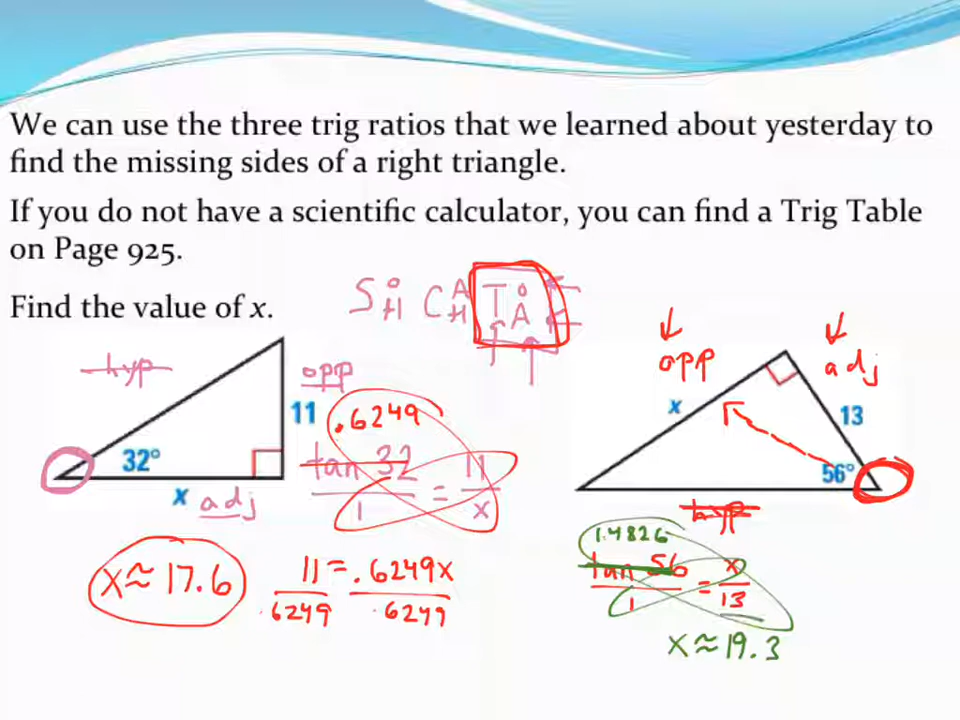 We can use the three trig ratios that we learned about yesterday to
find the missing sides of a right triangle.
If you do not have a scientific calculator, you can find a Trig Table
on Page 925.
Find the value of x.
S O H C A H T O A
hyp
opp
11
32°
x
adj
.6249
tan 32 / 1 = 11 / x
11 = .6249x
.6249 .6249
x ≈ 17.6
opp
adj
x
13
56°
hyp
1.4826
tan 56 / 1 = x / 13
x ≈ 19.3